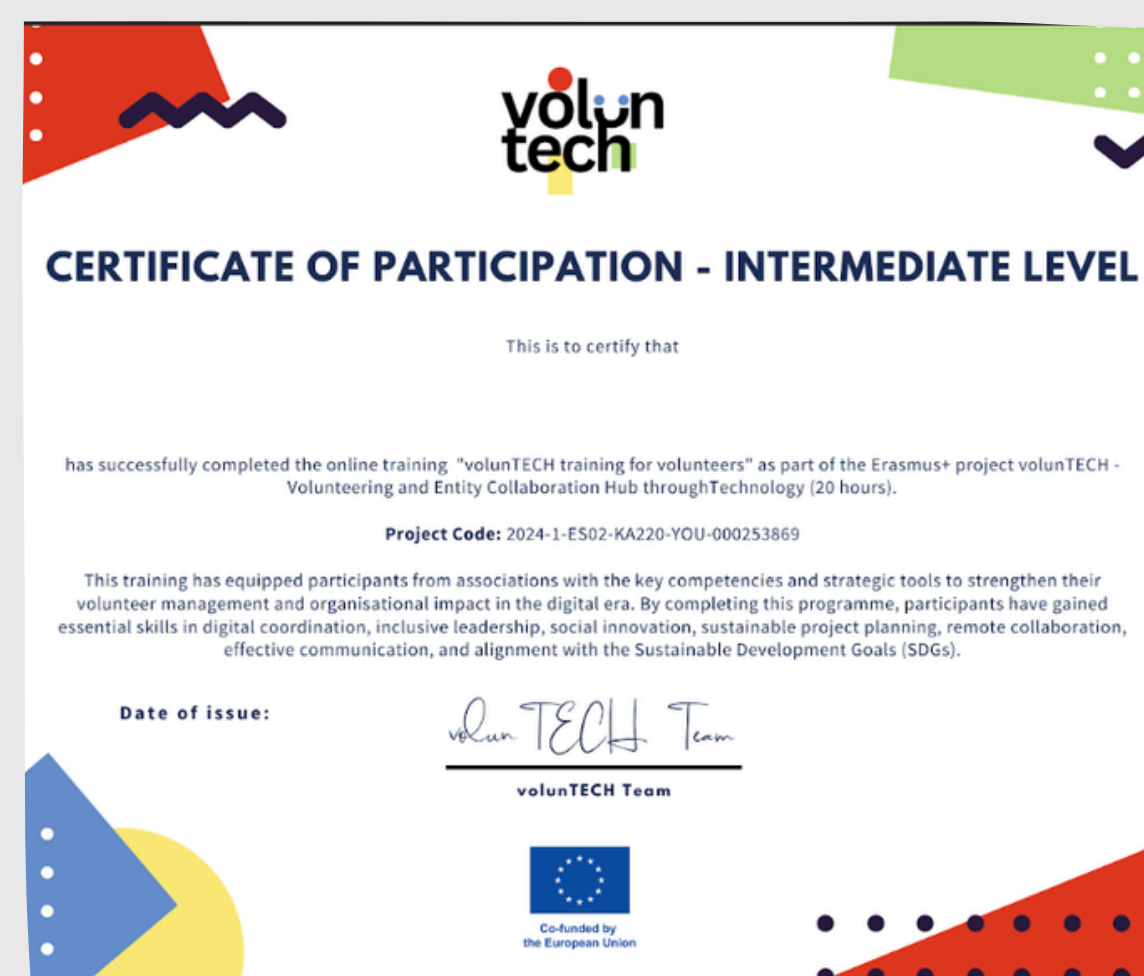 volun
tech
CERTIFICATE OF PARTICIPATION - INTERMEDIATE LEVEL
This is to certify that
has successfully completed the online training "volunTECH training for volunteers" as part of the Erasmus+ project volunTECH -
Volunteering and Entity Collaboration Hub throughTechnology (20 hours).
Project Code: 2024-1-ES02-KA220-YOU-000253869
This training has equipped participants from associations with the key competencies and strategic tools to strengthen their
volunteer management and organisational impact in the digital era. By completing this programme, participants have gained
essential skills in digital coordination, inclusive leadership, social innovation, sustainable project planning, remote collaboration,
effective communication, and alignment with the Sustainable Development Goals (SDGs).
Date of issue:
volun TECH Team
volunTECH Team
Co-funded by
the European Union